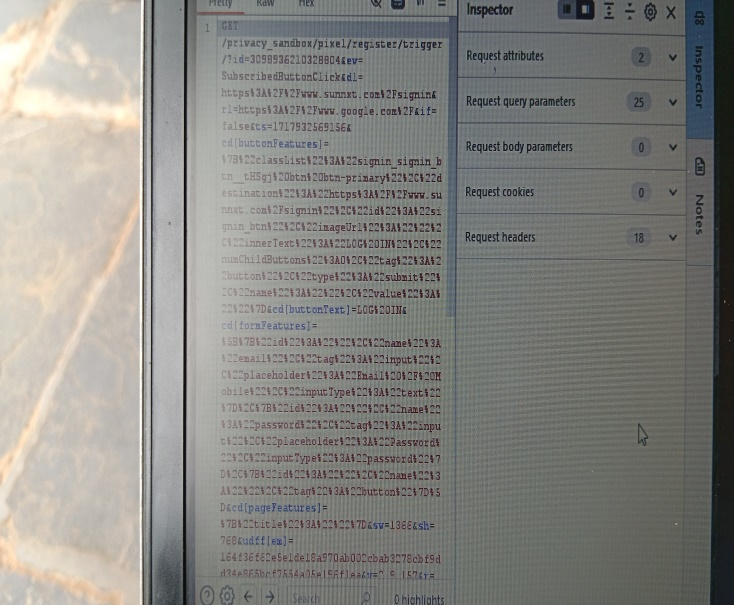 Pretty Raw Hex
Inspector
1 GET
/privacy_sandbox/pixel/register/trigger
/?id=3098936210328804&ev=
SubscribedButtonClick&dl=
https%3A%2F%2Fwww.sunnxt.com%2Fsignin&
rl=https%3A%2F%2Fwww.google.com%2F&if=
false&ts=1717932569156&
cd[buttonFeatures]=
%7B%22classList%22%3A%22signin_signin_b
tn__tHSgj%20btn%20btn-primary%22%2C%22d
estination%22%3A%22https%3A%2F%2Fwww.su
nnxt.com%2Fsignin%22%2C%22id%22%3A%22si
gnin_btn%22%2C%22imageUrl%22%3A%22%22%2
C%22innerText%22%3A%22LOG%20IN%22%2C%22
numChildButtons%22%3A0%2C%22tag%22%3A%2
2button%22%2C%22type%22%3A%22submit%22%
2C%22name%22%3A%22%22%2C%22value%22%3A%
22%22%7D&cd[buttonText]=LOG%20IN&
cd[formFeatures]=
%5B%7B%22id%22%3A%22%22%2C%22name%22%3A
%22email%22%2C%22tag%22%3A%22input%22%2
C%22placeholder%22%3A%22Email%20%2F%20M
obile%22%2C%22inputType%22%3A%22text%22
%7D%2C%7B%22id%22%3A%22%22%2C%22name%22
%3A%22password%22%2C%22tag%22%3A%22inpu
t%22%2C%22placeholder%22%3A%22Password%
22%2C%22inputType%22%3A%22password%22%7
D%2C%7B%22id%22%3A%22%22%2C%22name%22%3
A%22%22%2C%22tag%22%3A%22button%22%7D%5
D&cd[pageFeatures]=
%7B%22title%22%3A%22%22%7D&sw=1366&sh=
768&udff[em]=
Request attributes 2
Request query parameters 25
Request body parameters 0
Request cookies 0
Request headers 18
Inspector
Notes
Search
0 highlights